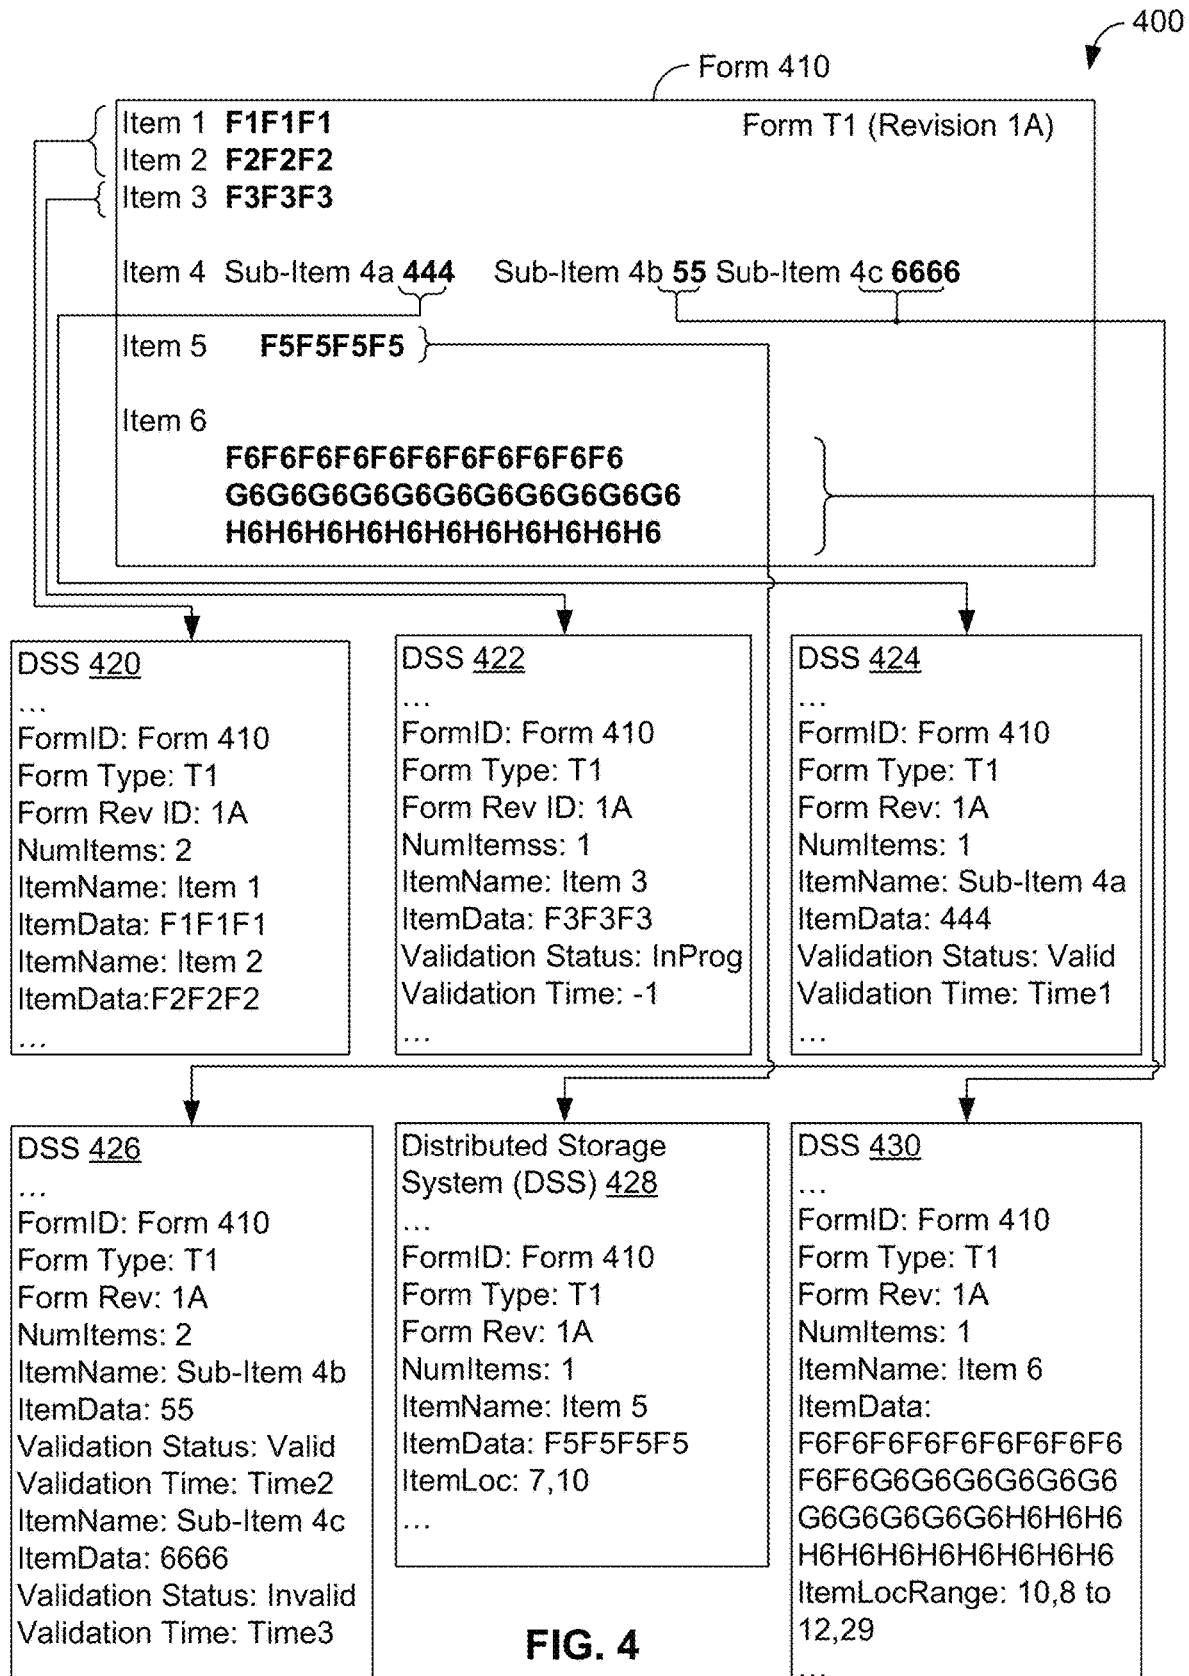 400
Form 410
Item 1 F1F1F1 Form T1 (Revision 1A)
Item 2 F2F2F2
Item 3 F3F3F3
Item 4 Sub-Item 4a 444 Sub-Item 4b 55 Sub-Item 4c 6666
Item 5 F5F5F5F5
Item 6
F6F6F6F6F6F6F6F6F6F6F6
G6G6G6G6G6G6G6G6G6G6G6G6
H6H6H6H6H6H6H6H6H6H6H6
DSS 420
...
FormID: Form 410
Form Type: T1
Form Rev ID: 1A
NumItems: 2
ItemName: Item 1
ItemData: F1F1F1
ItemName: Item 2
ItemData:F2F2F2
...
DSS 422
...
FormID: Form 410
Form Type: T1
Form Rev ID: 1A
NumItemss: 1
ItemName: Item 3
ItemData: F3F3F3
Validation Status: InProg
Validation Time: -1
...
DSS 424
...
FormID: Form 410
Form Type: T1
Form Rev: 1A
NumItems: 1
ItemName: Sub-Item 4a
ItemData: 444
Validation Status: Valid
Validation Time: Time1
...
DSS 426
...
FormID: Form 410
Form Type: T1
Form Rev: 1A
NumItems: 2
ItemName: Sub-Item 4b
ItemData: 55
Validation Status: Valid
Validation Time: Time2
ItemName: Sub-Item 4c
ItemData: 6666
Validation Status: Invalid
Validation Time: Time3
Distributed Storage
System (DSS) 428
...
FormID: Form 410
Form Type: T1
Form Rev: 1A
NumItems: 1
ItemName: Item 5
ItemData: F5F5F5F5
ItemLoc: 7,10
...
DSS 430
...
FormID: Form 410
Form Type: T1
Form Rev: 1A
NumItems: 1
ItemName: Item 6
ItemData:
F6F6F6F6F6F6F6F6F6
F6F6G6G6G6G6G6G6G6
G6G6G6G6G6H6H6H6
H6H6H6H6H6H6H6H6
ItemLocRange: 10,8 to
12,29
...
FIG. 4